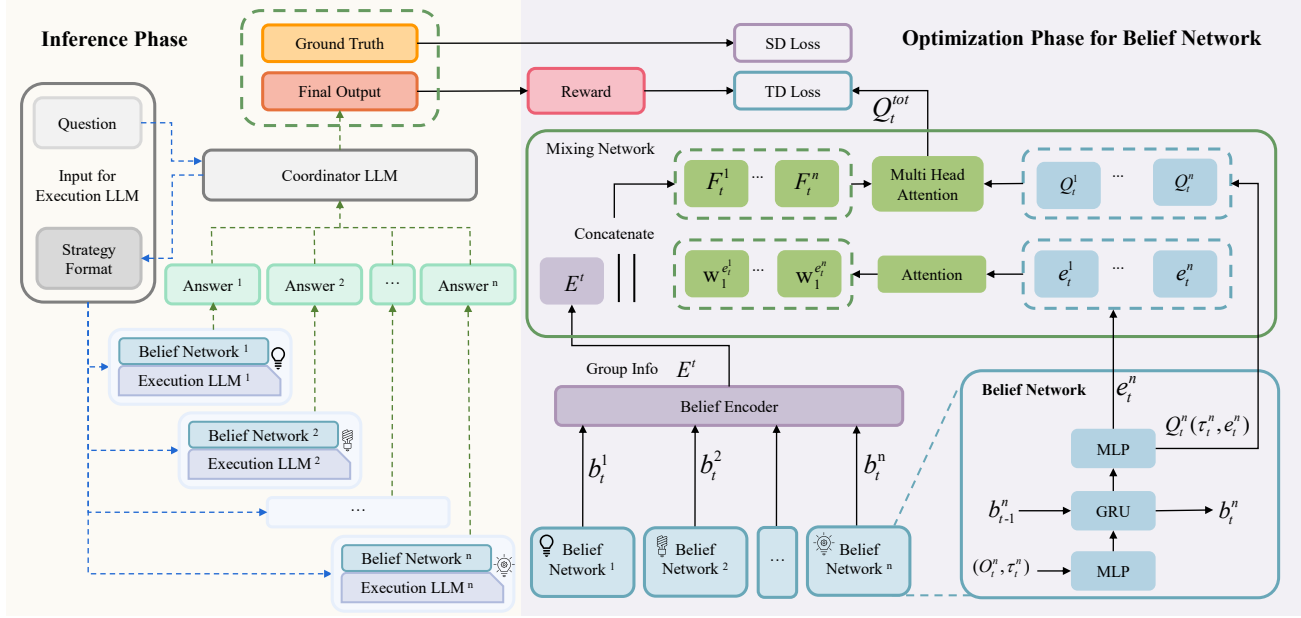 Inference Phase
Ground Truth
Final Output
Question
Input for
Execution LLM
Strategy
Format
Coordinator LLM
Answer 1
Answer 2
...
Answer n
Belief Network 1
Execution LLM 1
Belief Network 2
Execution LLM 2
...
Belief Network n
Execution LLM n
Optimization Phase for Belief Network
SD Loss
Reward
TD Loss
Q_t^{tot}
Mixing Network
F_t^1 ... F_t^n
Multi Head
Attention
Q_t^1 ... Q_t^n
Concatenate
E^t
w_1^{e_t^1} ... w_1^{e_t^n}
Attention
e_t^1 ... e_t^n
Group Info E^t
Belief Encoder
b_t^1
b_t^2
b_t^n
Belief
Network 1
Belief
Network 2
...
Belief
Network n
Belief Network
e_t^n
Q_t^n(τ_t^n, e_t^n)
MLP
b_{t-1}^n
GRU
b_t^n
(O_t^n, τ_t^n)
MLP